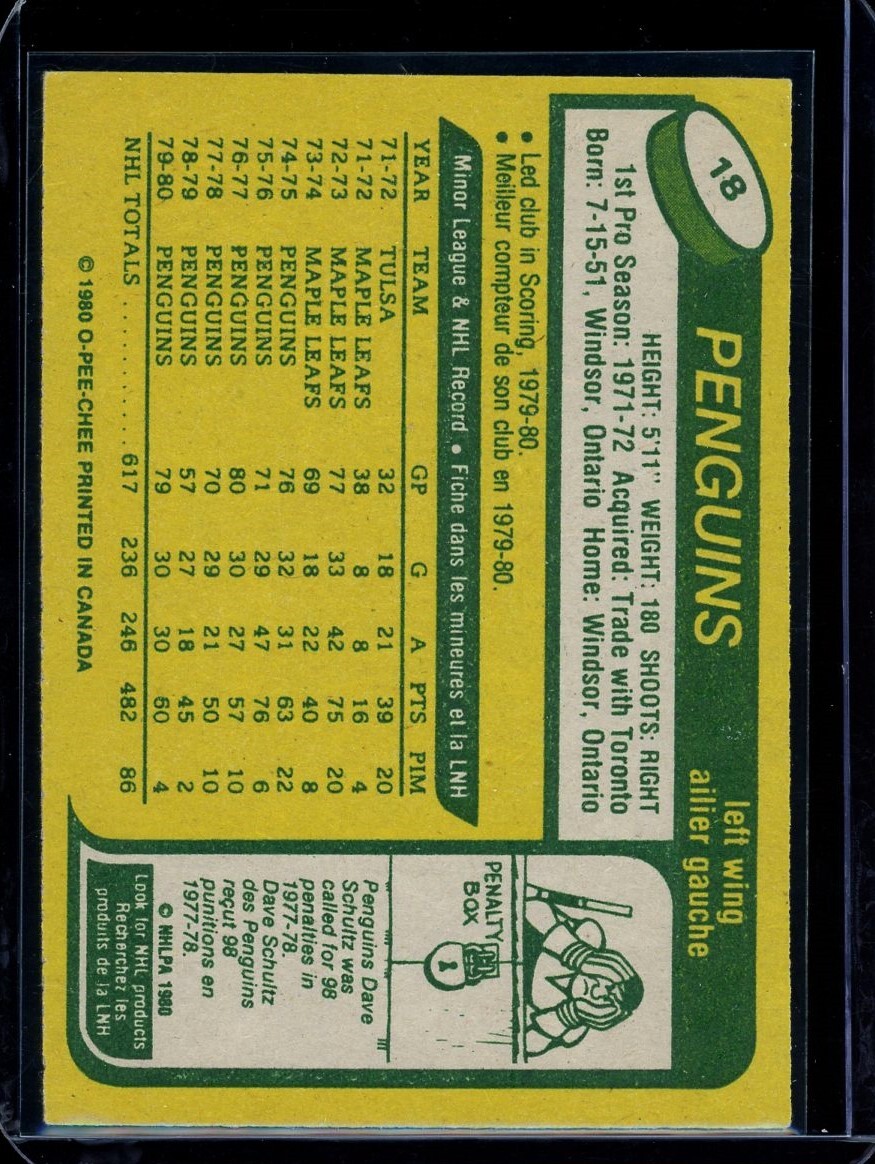 18
PENGUINS
left wing
ailier gauche
HEIGHT: 5'11" WEIGHT: 180 SHOOTS: RIGHT
1st Pro Season: 1971-72 Acquired: Trade with Toronto
Born: 7-15-51, Windsor, Ontario Home: Windsor, Ontario
• Led club in Scoring, 1979-80.
• Meilleur compteur de son club en 1979-80.
Minor League & NHL Record • Fiche dans les mineures et la LNH
YEAR TEAM GP G A PTS PIM
71-72 TULSA 32 18 21 39 20
71-72 MAPLE LEAFS 38 8 8 16 4
72-73 MAPLE LEAFS 77 33 42 75 20
73-74 MAPLE LEAFS 69 18 22 40 8
74-75 PENGUINS 76 32 31 63 22
75-76 PENGUINS 71 29 47 76 6
76-77 PENGUINS 80 30 27 57 10
77-78 PENGUINS 70 29 21 50 10
78-79 PENGUINS 57 27 18 45 2
79-80 PENGUINS 79 30 30 60 4
NHL TOTALS .......... 617 236 246 482 86
© 1980 O-PEE-CHEE PRINTED IN CANADA
PENALTY
BOX
Penguins Dave
Schultz was
called for 98
penalties in
1977-78.
Dave Schultz
des Penguins
reçut 98
punitions en
1977-78.
© NHLPA 1980
Look for NHL products
Recherchez les
produits de la LNH